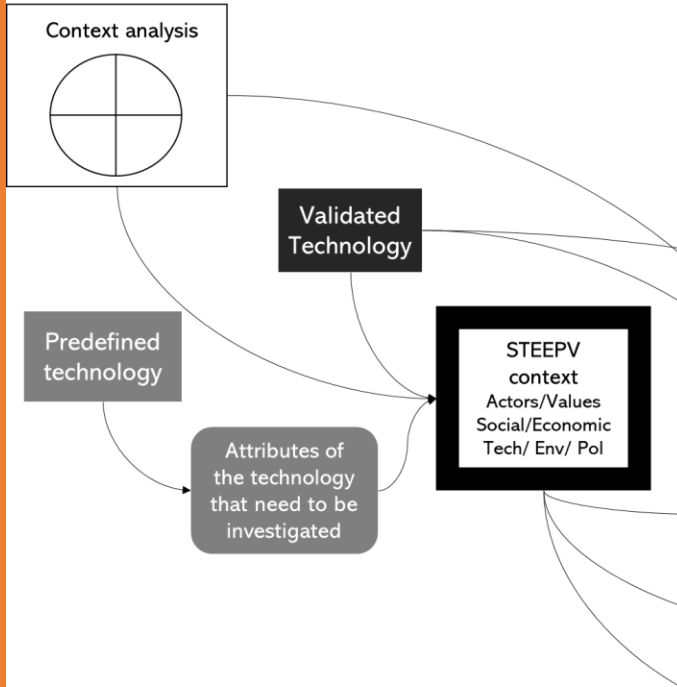 Context analysis
Validated
Technology
Predefined
technology
STEEPV
context
Actors/Values
Social/Economic
Tech/ Env/ Pol
Attributes of
the technology
that need to be
investigated